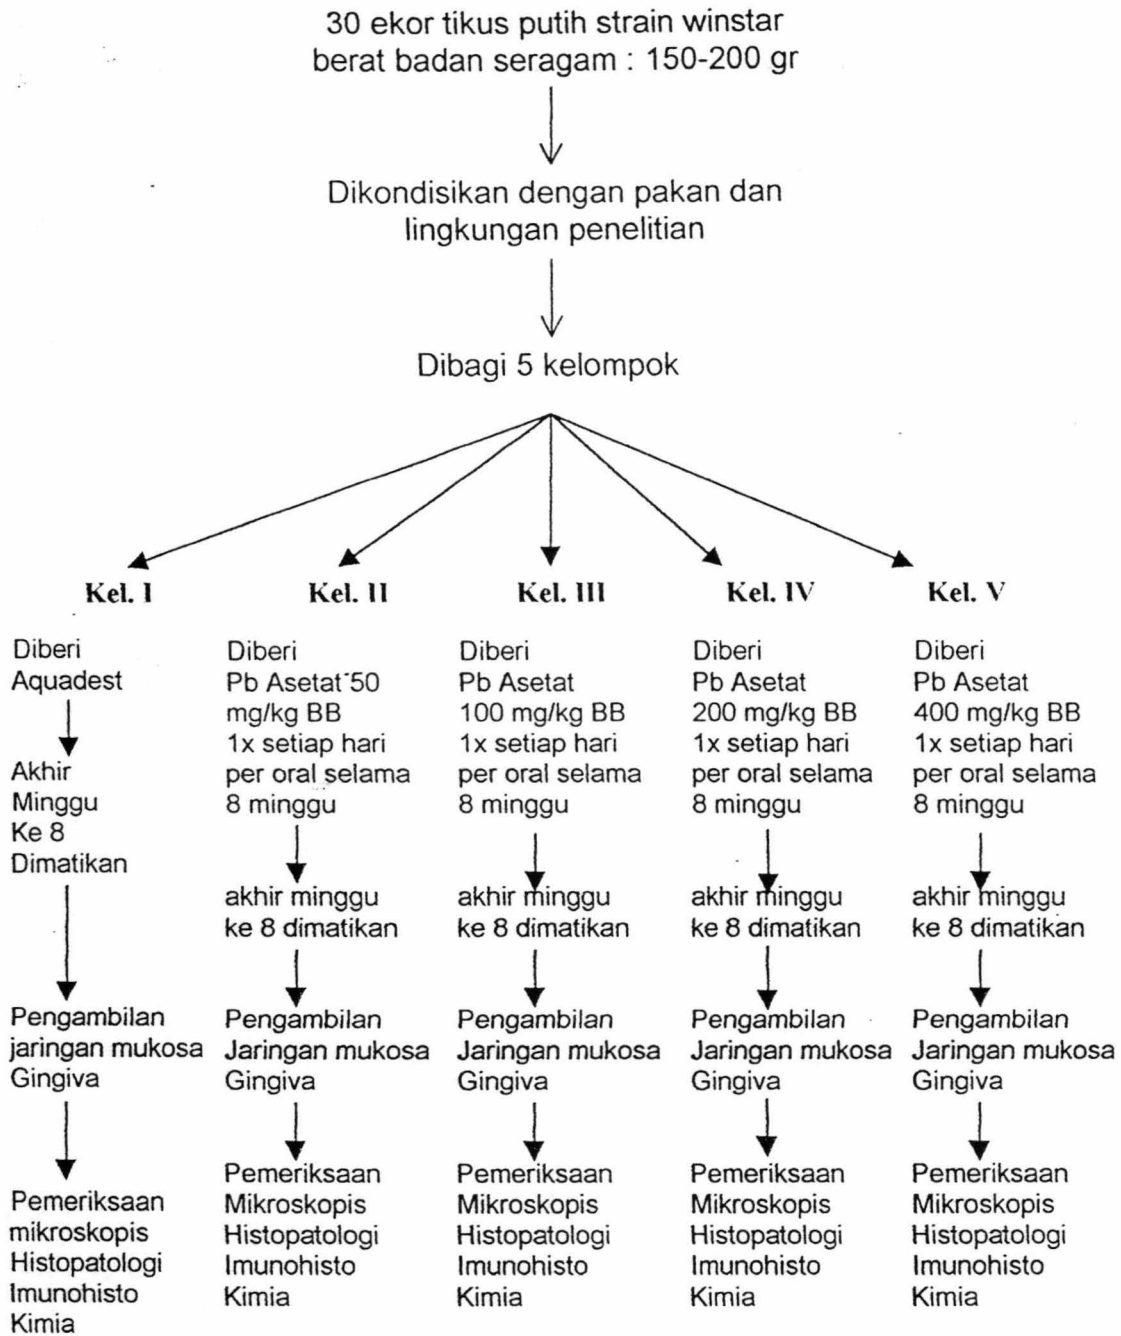 30 ekor tikus putih strain winstar
berat badan seragam : 150-200 gr
Dikondisikan dengan pakan dan
lingkungan penelitian
Dibagi 5 kelompok
Kel. I
Diberi
Aquadest
Akhir
Minggu
Ke 8
Dimatikan
Pengambilan
jaringan mukosa
Gingiva
Pemeriksaan
mikroskopis
Histopatologi
Imunohisto
Kimia
Kel. II
Diberi
Pb Asetat 50
mg/kg BB
1x setiap hari
per oral selama
8 minggu
akhir minggu
ke 8 dimatikan
Pengambilan
Jaringan mukosa
Gingiva
Pemeriksaan
Mikroskopis
Histopatologi
Imunohisto
Kimia
Kel. III
Diberi
Pb Asetat
100 mg/kg BB
1x setiap hari
per oral selama
8 minggu
akhir minggu
ke 8 dimatikan
Pengambilan
Jaringan mukosa
Gingiva
Pemeriksaan
Mikroskopis
Histopatologi
Imunohisto
Kimia
Kel. IV
Diberi
Pb Asetat
200 mg/kg BB
1x setiap hari
per oral selama
8 minggu
akhir minggu
ke 8 dimatikan
Pengambilan
Jaringan mukosa
Gingiva
Pemeriksaan
Mikroskopis
Histopatologi
Imunohisto
Kimia
Kel. V
Diberi
Pb Asetat
400 mg/kg BB
1x setiap hari
per oral selama
8 minggu
akhir minggu
ke 8 dimatikan
Pengambilan
Jaringan mukosa
Gingiva
Pemeriksaan
Mikroskopis
Histopatologi
Imunohisto
Kimia